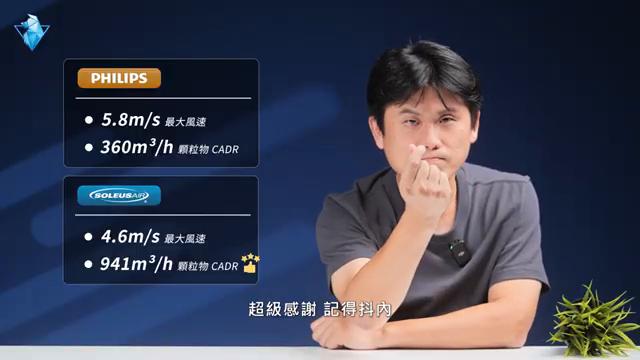 PHILIPS
5.8m/s 最大風速
360m³/h 顆粒物 CADR
SOLEUSAIR
4.6m/s 最大風速
941m³/h 顆粒物 CADR
超級感謝 記得抖內